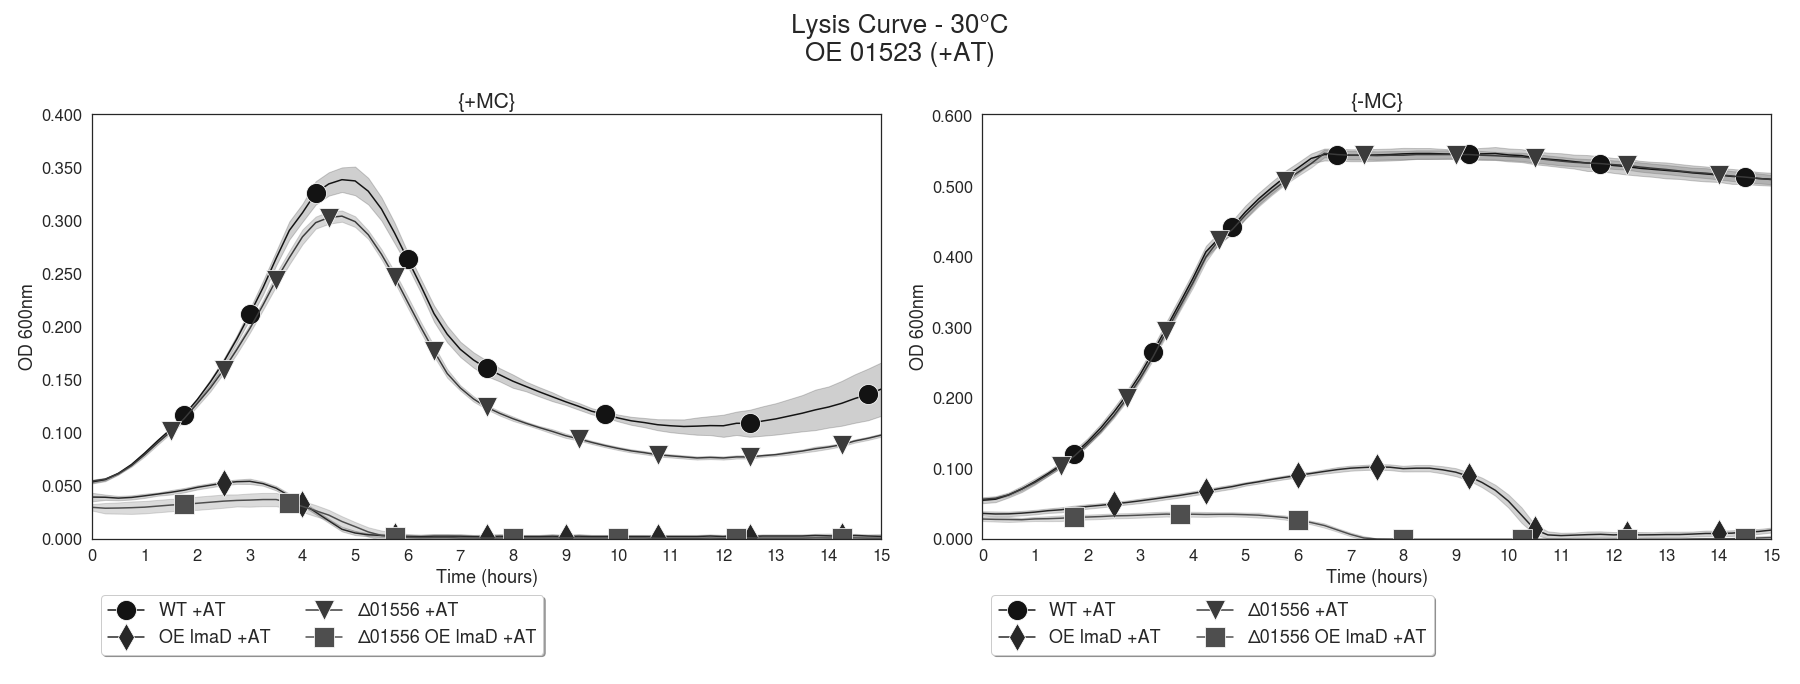 Lysis Curve - 30°C
OE 01523 (+AT)
{+MC}
0.400
0.350
0.300
0.250
0.200
0.150
0.100
0.050
0.000
OD 600nm
0 1 2 3 4 5 6 7 8 9 10 11 12 13 14 15
Time (hours)
WT +AT
OE lmaD +AT
Δ01556 +AT
Δ01556 OE lmaD +AT
{-MC}
0.600
0.500
0.400
0.300
0.200
0.100
0.000
OD 600nm
0 1 2 3 4 5 6 7 8 9 10 11 12 13 14 15
Time (hours)
WT +AT
OE lmaD +AT
Δ01556 +AT
Δ01556 OE lmaD +AT